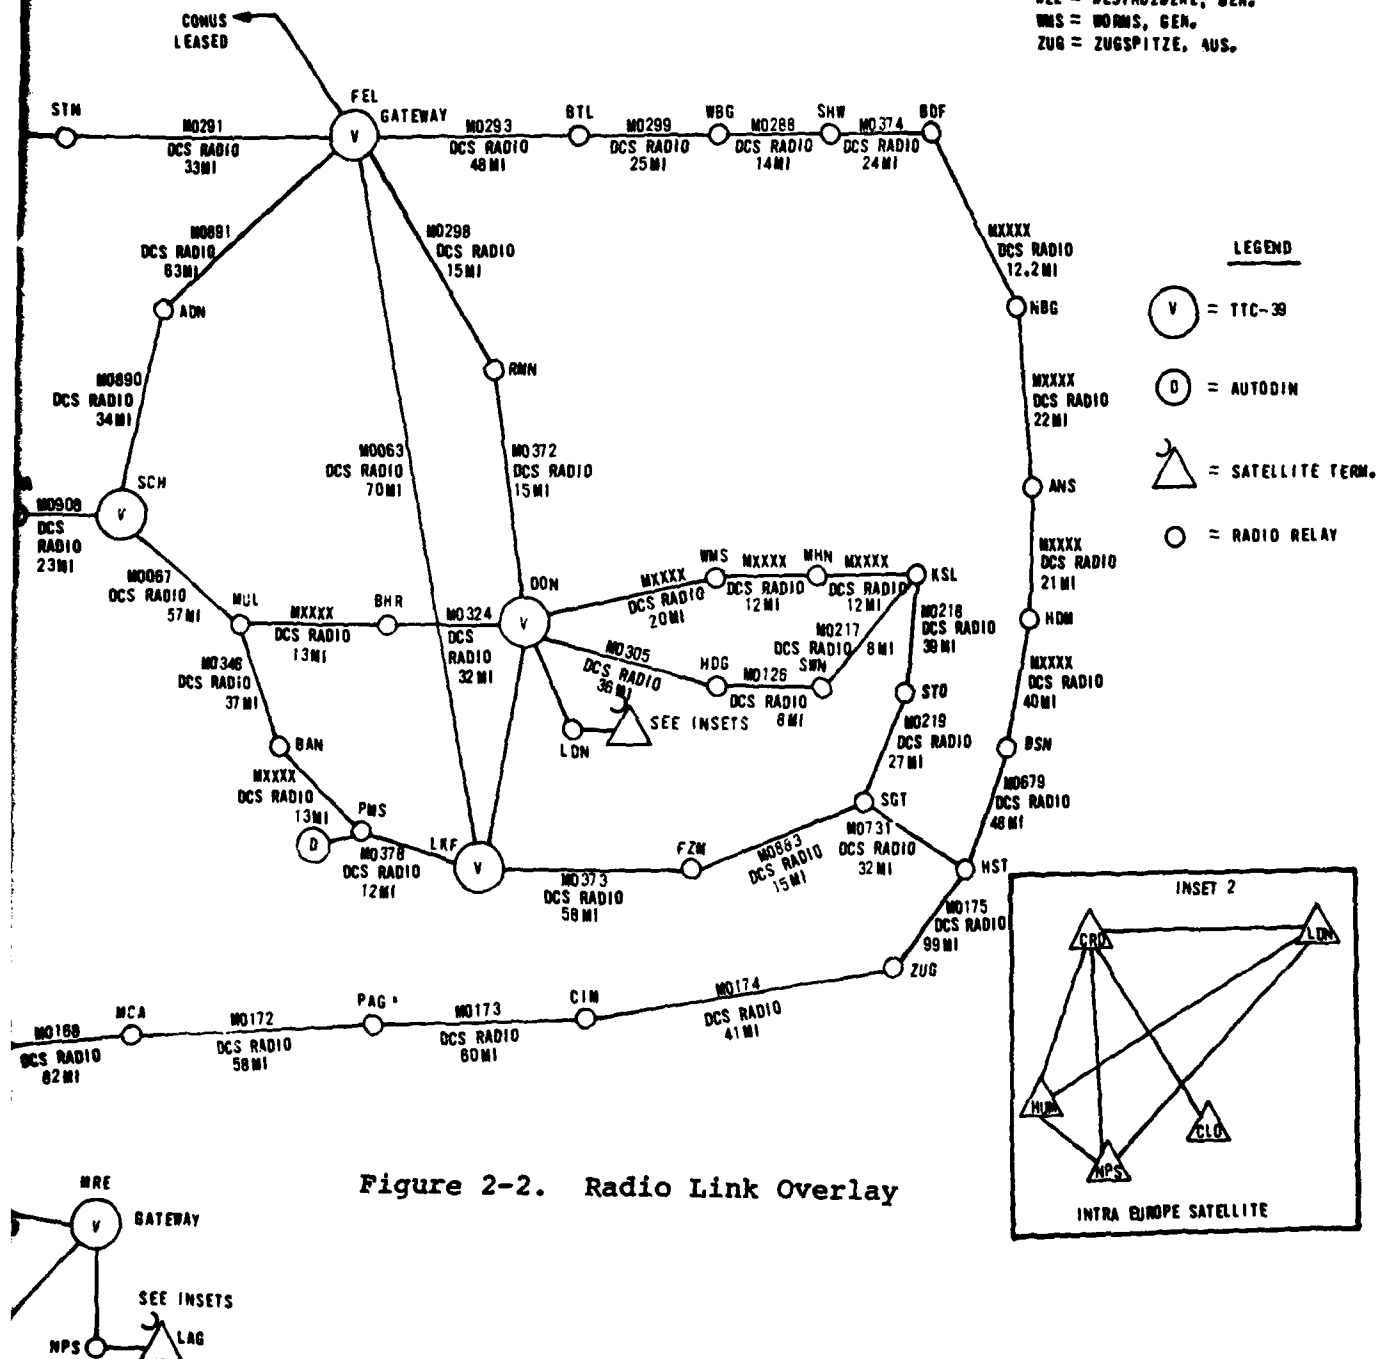 WMS = WORMS, GER.
ZUG = ZUGSPITZE, AUS.
CONUS
LEASED
STN
M0291
DCS RADIO
33MI
FEL
GATEWAY
V
M0293
DCS RADIO
48MI
BTL
M0299
DCS RADIO
25MI
WBG
M0288
DCS RADIO
14MI
SHW
M0374
DCS RADIO
24MI
BDF
M0891
DCS RADIO
63MI
M0298
DCS RADIO
15MI
MXXXX
DCS RADIO
12.2MI
LEGEND
V = TTC-39
D = AUTODIN
= SATELLITE TERM.
= RADIO RELAY
ADN
NBG
RMN
M0890
DCS RADIO
34MI
MXXXX
DCS RADIO
22MI
M0063
DCS RADIO
70MI
M0372
DCS RADIO
15MI
SCH
V
ANS
M0908
DCS
RADIO
23MI
M0067
DCS RADIO
57MI
MXXXX
DCS RADIO
21MI
MUL
MXXXX
DCS RADIO
13MI
BHR
M0324
DCS
RADIO
32MI
DON
V
MXXXX
DCS RADIO
20MI
WMS
MXXXX
DCS RADIO
12MI
MHN
MXXXX
DCS RADIO
12MI
KSL
HDM
M0346
DCS RADIO
37MI
M0305
DCS RADIO
36MI
HDG
M0126
DCS RADIO
8MI
M0217
DCS RADIO 8MI
SWN
M0218
DCS RADIO
39MI
MXXXX
DCS RADIO
40MI
STO
LDN
SEE INSETS
M0219
DCS RADIO
27MI
BAN
DSN
MXXXX
DCS RADIO
13MI
M0679
DCS RADIO
48MI
PMS
D
M0378
DCS RADIO
12MI
LKF
V
M0373
DCS RADIO
58MI
FZM
M0883
DCS RADIO
15MI
SGT
M0731
DCS RADIO
32MI
HST
M0175
DCS RADIO
99MI
ZUG
M0168
DCS RADIO
82MI
MCA
M0172
DCS RADIO
58MI
PAG
M0173
DCS RADIO
60MI
CIM
M0174
DCS RADIO
41MI
INSET 2
CRO
LDN
HUM
CLO
NPS
INTRA EUROPE SATELLITE
Figure 2-2. Radio Link Overlay
MRE
V
GATEWAY
SEE INSETS
NPS
LAG